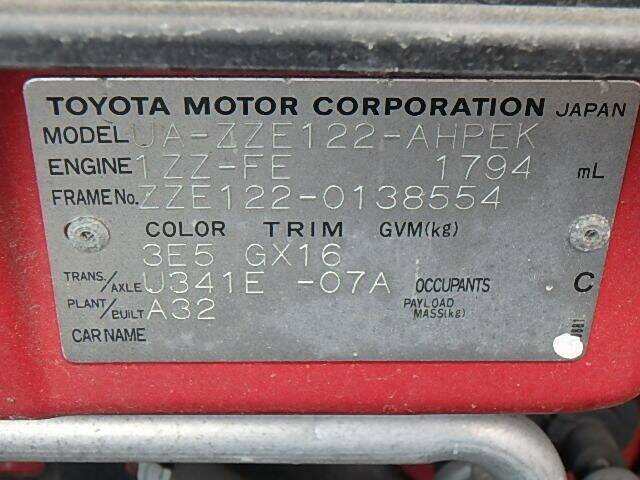 TOYOTA MOTOR CORPORATION JAPAN
MODEL UA-ZZE122-AHPEK
ENGINE 1ZZ-FE 1794 mL
FRAME No. ZZE122-0138554
COLOR TRIM GVM(kg)
3E5 GX16
TRANS./AXLE U341E -07A OCCUPANTS C
PLANT/BUILT A32 PAYLOAD MASS(kg)
CAR NAME